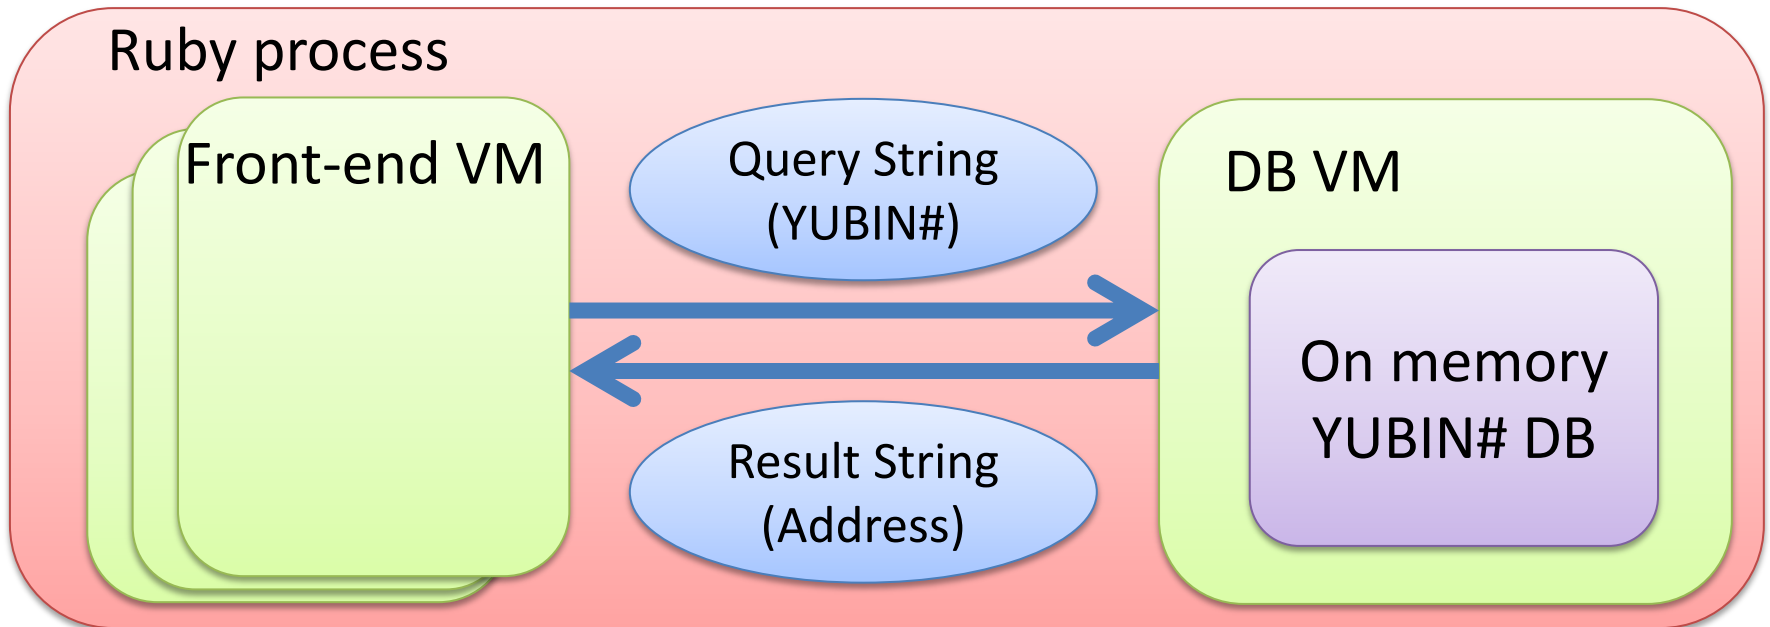 Ruby process
Front-end VM
Query String
(YUBIN#)
DB VM
On memory
YUBIN# DB
Result String
(Address)